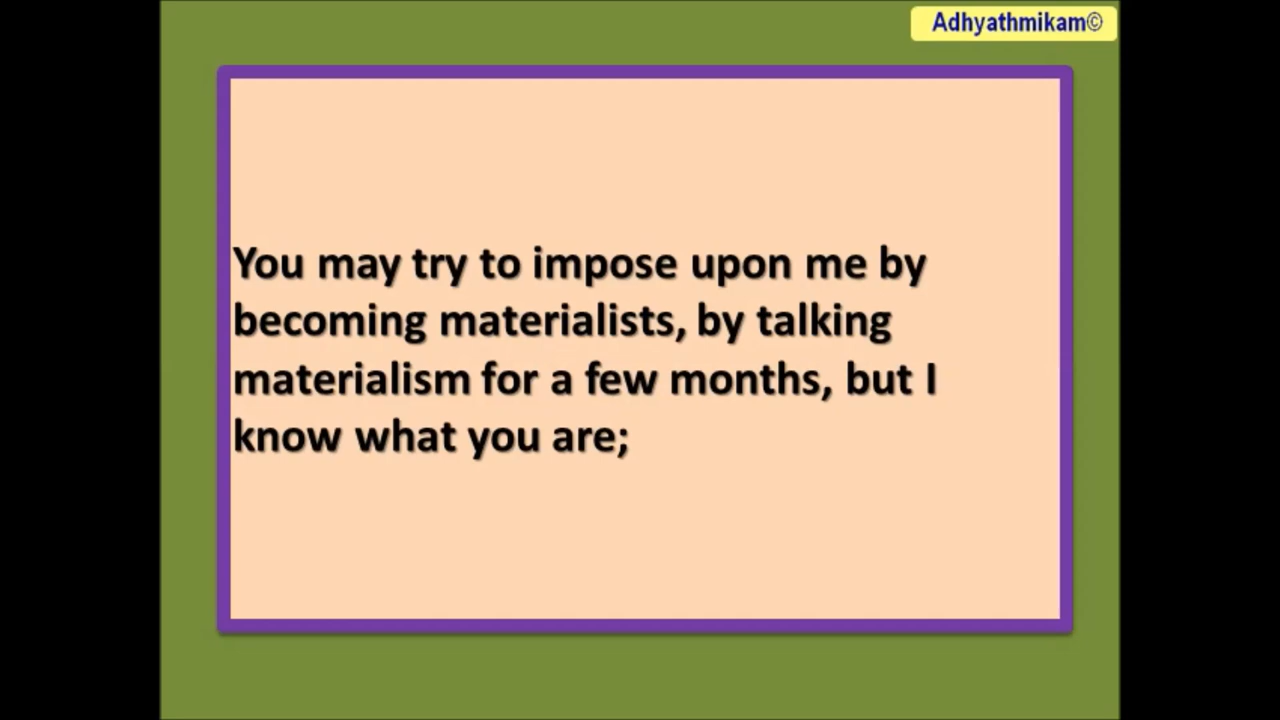 Adhyathmikam©
You may try to impose upon me by
becoming materialists, by talking
materialism for a few months, but I
know what you are;